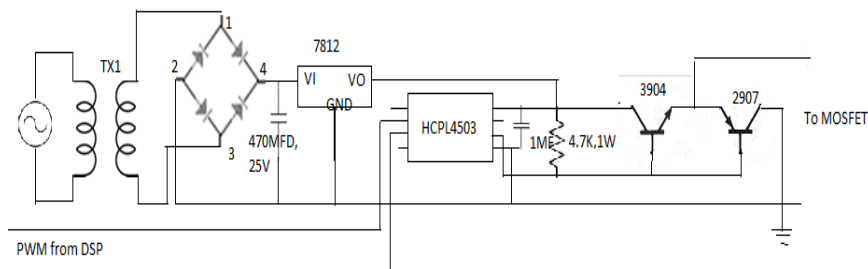 TX1
1
2
3
4
470MFD,
25V
7812
VI
VO
GND
HCPL4503
4.7K,1W
3904
2907
To MOSFET
PWM from DSP